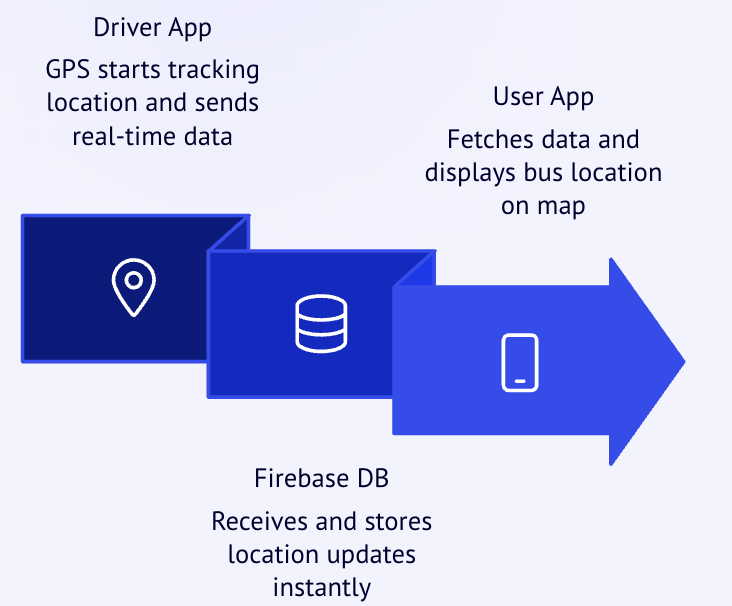 Driver App
GPS starts tracking
location and sends
real-time data
User App
Fetches data and
displays bus location
on map
Firebase DB
Receives and stores
location updates
instantly